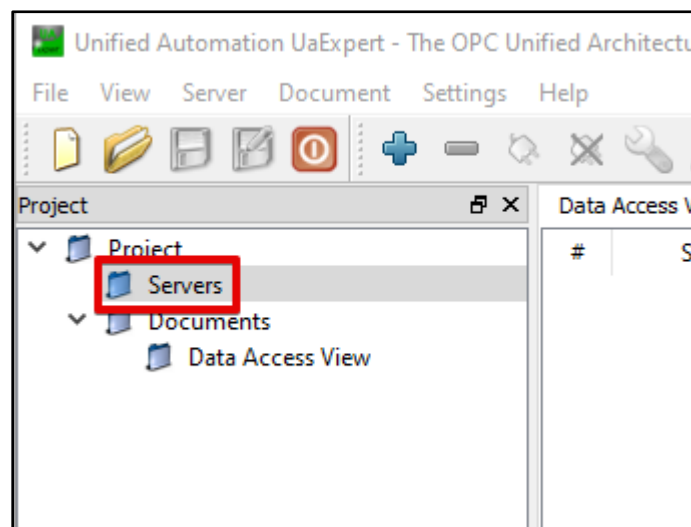 Unified Automation UaExpert - The OPC Unified Architectu
File View Server Document Settings Help
Project
Data Access V
Project
# S
Servers
Documents
Data Access View